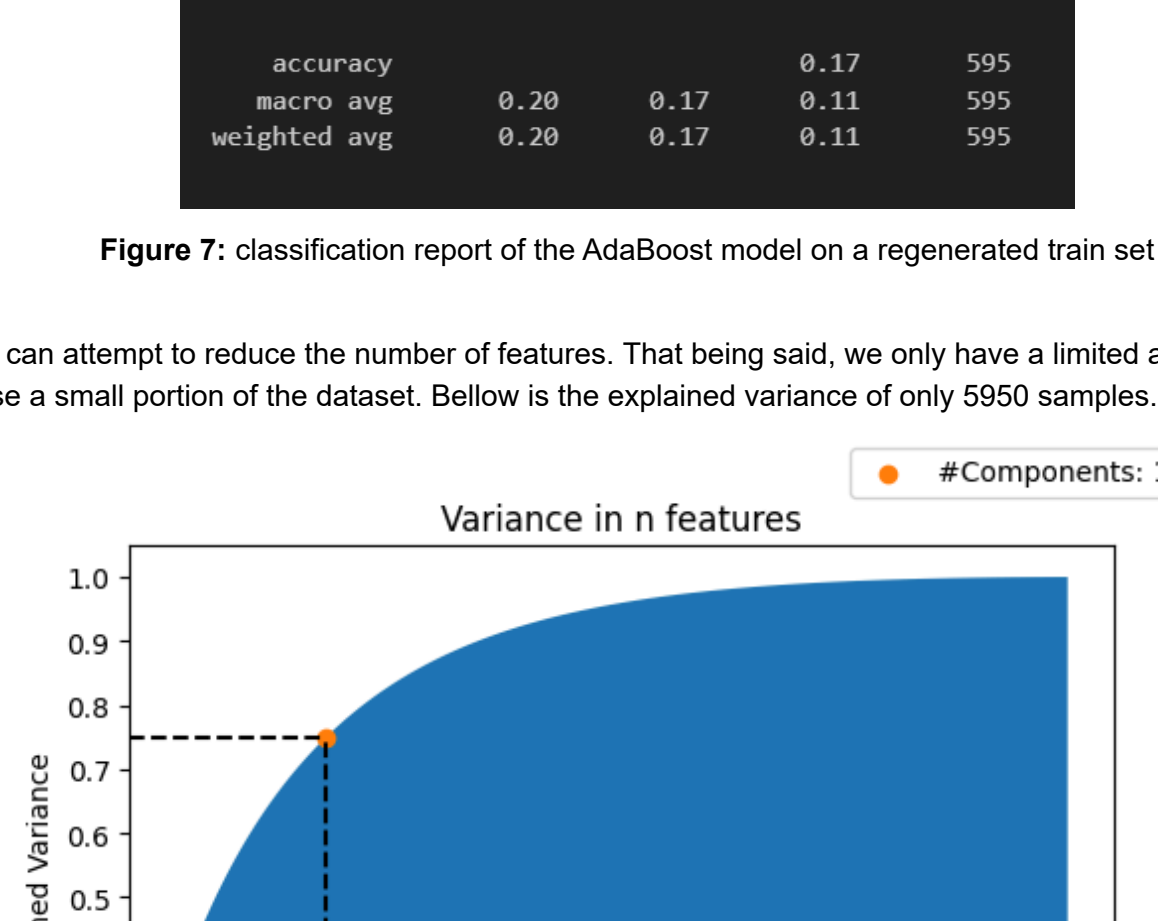 accuracy 0.17 595
macro avg 0.20 0.17 0.11 595
weighted avg 0.20 0.17 0.11 595
Figure 7: classification report of the AdaBoost model on a regenerated train set
can attempt to reduce the number of features. That being said, we only have a limited a
se a small portion of the dataset. Bellow is the explained variance of only 5950 samples.
#Components:
Variance in n features
1.0
0.9
0.8
0.7
0.6
0.5
ned Variance